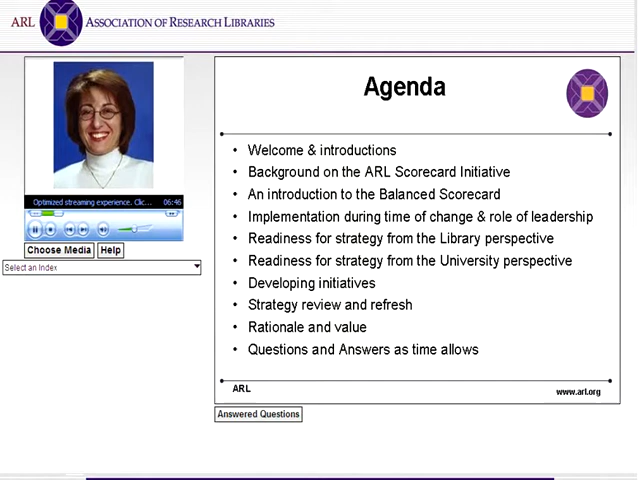 ARL ASSOCIATION OF RESEARCH LIBRARIES
Agenda
• Welcome & introductions
• Background on the ARL Scorecard Initiative
• An introduction to the Balanced Scorecard
• Implementation during time of change & role of leadership
• Readiness for strategy from the Library perspective
• Readiness for strategy from the University perspective
• Developing initiatives
• Strategy review and refresh
• Rationale and value
• Questions and Answers as time allows
ARL www.arl.org
Optimized streaming experience. Clic... 06:46
Choose Media Help
Select an Index
Answered Questions